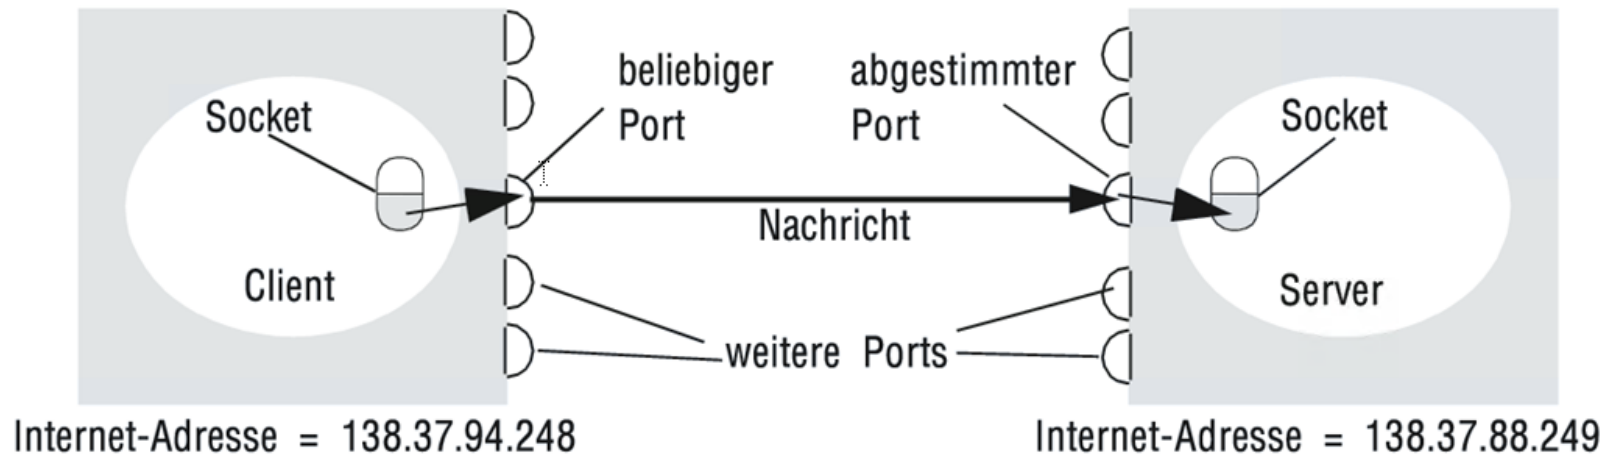 beliebiger
Port
abgestimmter
Port
Socket
Socket
Nachricht
Client
Server
weitere Ports
Internet-Adresse = 138.37.94.248
Internet-Adresse = 138.37.88.249